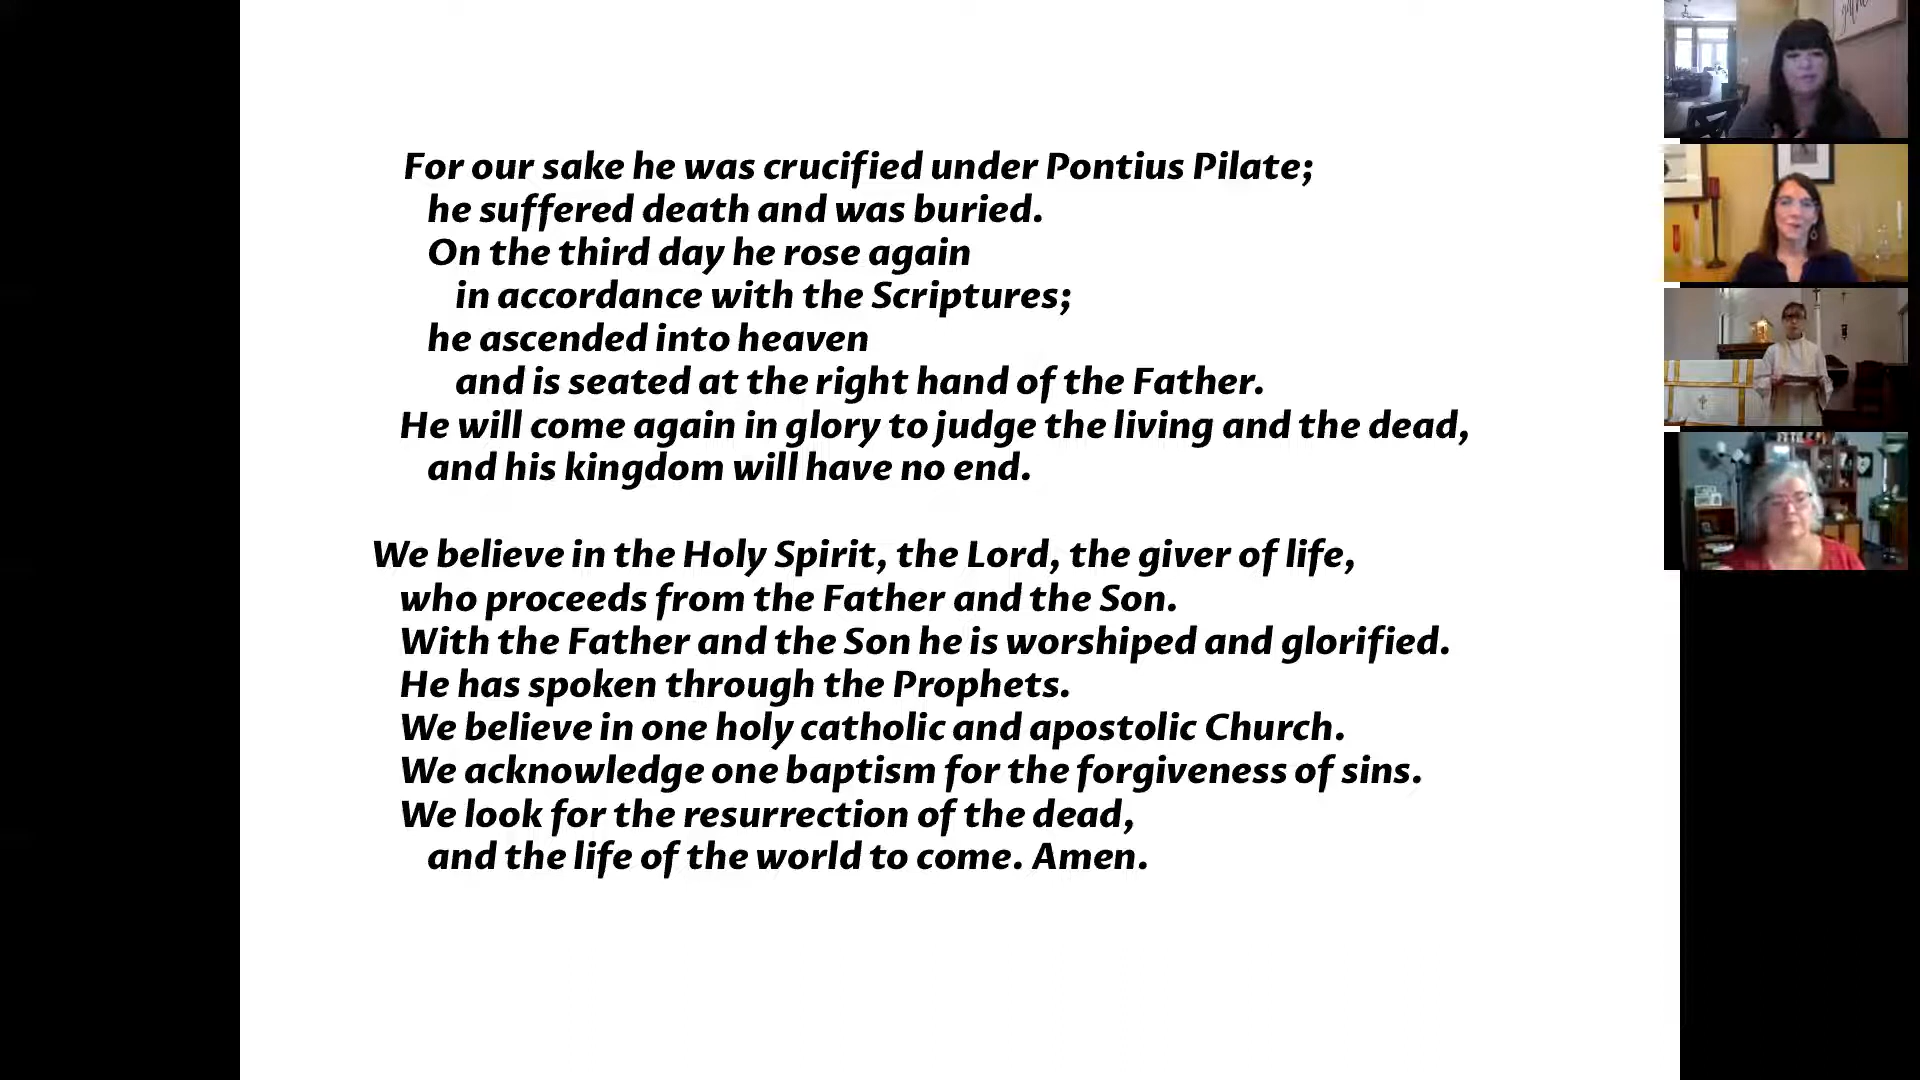 For our sake he was crucified under Pontius Pilate;
he suffered death and was buried.
On the third day he rose again
in accordance with the Scriptures;
he ascended into heaven
and is seated at the right hand of the Father.
He will come again in glory to judge the living and the dead,
and his kingdom will have no end.
We believe in the Holy Spirit, the Lord, the giver of life,
who proceeds from the Father and the Son.
With the Father and the Son he is worshiped and glorified.
He has spoken through the Prophets.
We believe in one holy catholic and apostolic Church.
We acknowledge one baptism for the forgiveness of sins.
We look for the resurrection of the dead,
and the life of the world to come. Amen.